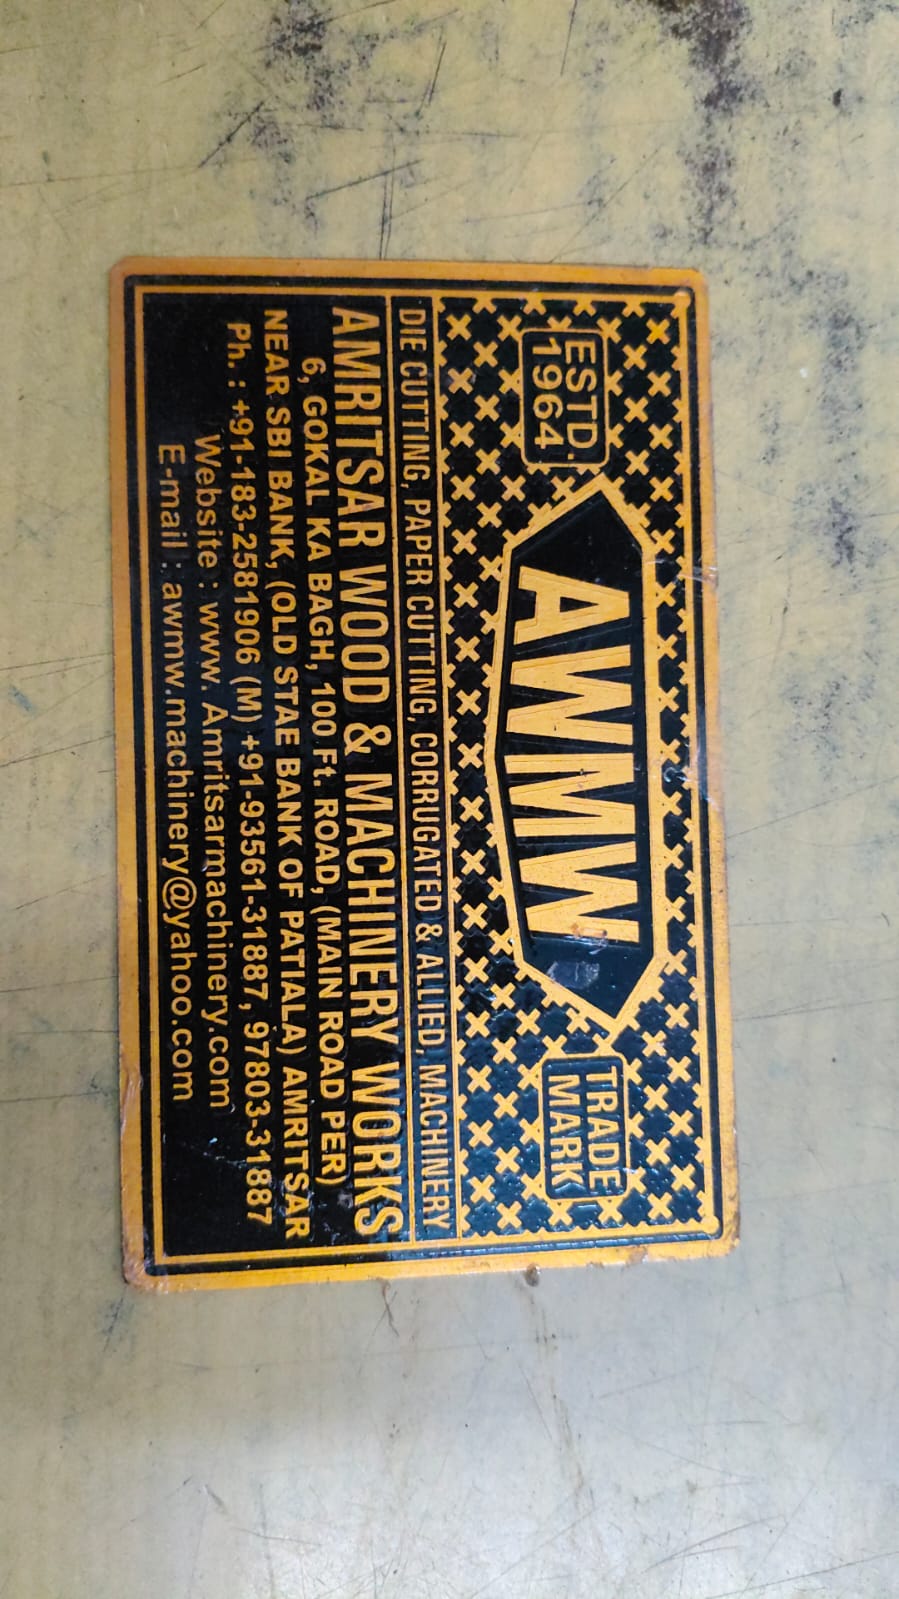 ESTD.
1964
AWMW
TRADE
MARK
DIE CUTTING, PAPER CUTTING, CORRUGATED & ALLIED, MACHINERY
AMRITSAR WOOD & MACHINERY WORKS
6, GOKAL KA BAGH, 100 Ft. ROAD, (MAIN ROAD PER)
NEAR SBI BANK, (OLD STAE BANK OF PATIALA) AMRITSAR
Ph. : +91-183-2581906 (M) +91-93561-31887, 97803-31887
Website : www. Amritsarmachinery.com
E-mail : awmw.machinery@yahoo.com